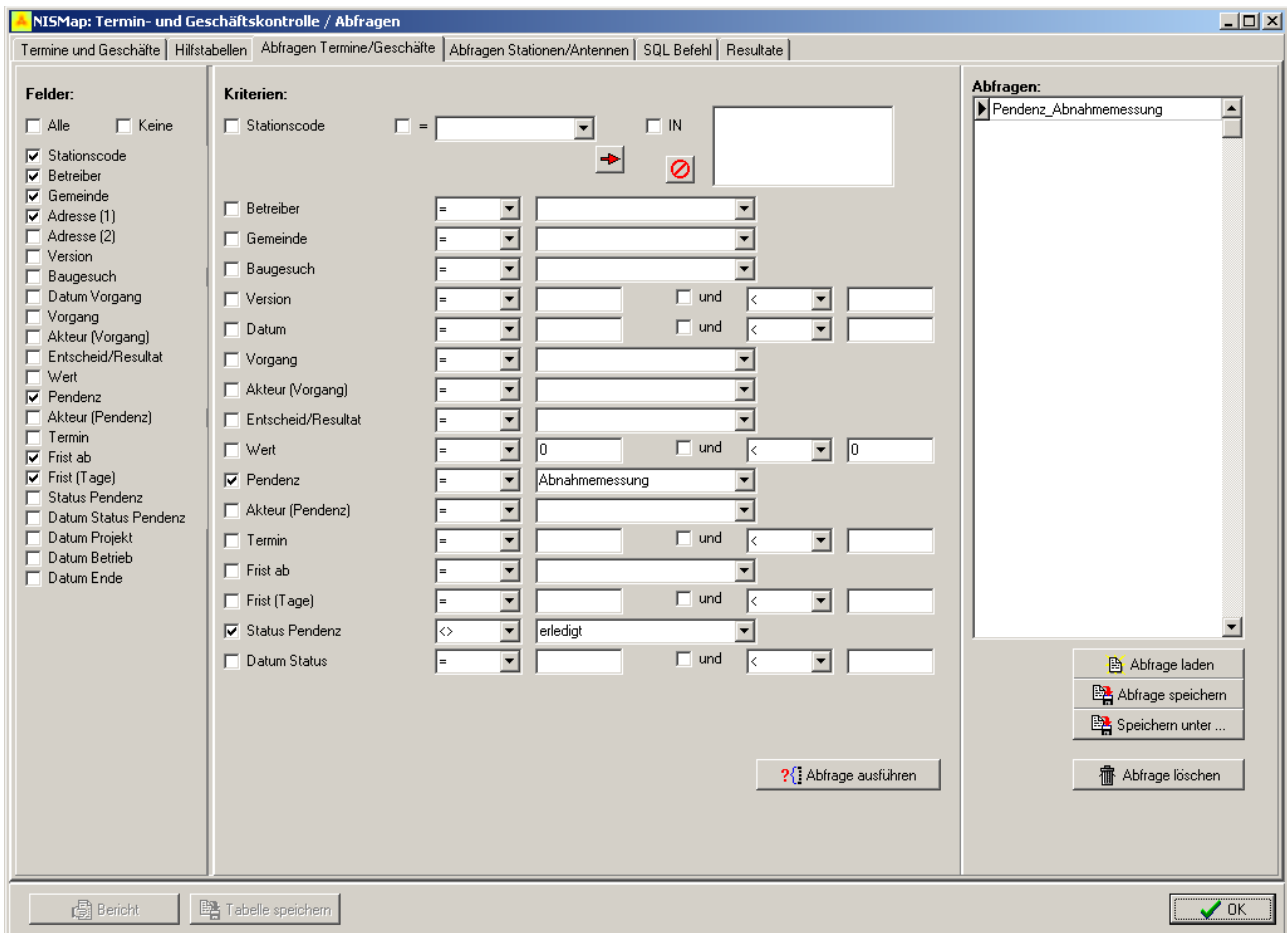 NISMap: Termin- und Geschäftskontrolle / Abfragen
Termine und Geschäfte Hilfstabellen Abfragen Termine/Geschäfte Abfragen Stationen/Antennen SQL Befehl Resultate
Felder:
Alle Keine
Stationscode
Betreiber
Gemeinde
Adresse (1)
Adresse (2)
Version
Baugesuch
Datum Vorgang
Vorgang
Akteur (Vorgang)
Entscheid/Resultat
Wert
Pendenz
Akteur (Pendenz)
Termin
Frist ab
Frist (Tage)
Status Pendenz
Datum Status Pendenz
Datum Projekt
Datum Betrieb
Datum Ende
Kriterien:
Stationscode = IN
Betreiber =
Gemeinde =
Baugesuch =
Version = und <
Datum = und <
Vorgang =
Akteur (Vorgang) =
Entscheid/Resultat =
Wert = 0 und < 0
Pendenz = Abnahmemessung
Akteur (Pendenz) =
Termin = und <
Frist ab =
Frist (Tage) = und <
Status Pendenz <> erledigt
Datum Status = und <
?{ Abfrage ausführen
Abfragen:
Pendenz_Abnahmemessung
Abfrage laden
Abfrage speichern
Speichern unter ...
Abfrage löschen
Bericht Tabelle speichern OK